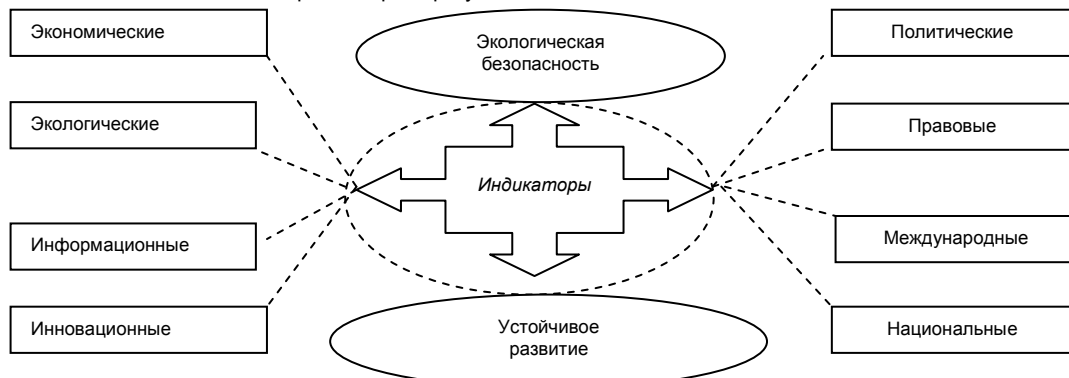 Экономические
Экологическая
безопасность
Политические
Экологические
Правовые
Индикаторы
Информационные
Международные
Инновационные
Устойчивое
развитие
Национальные